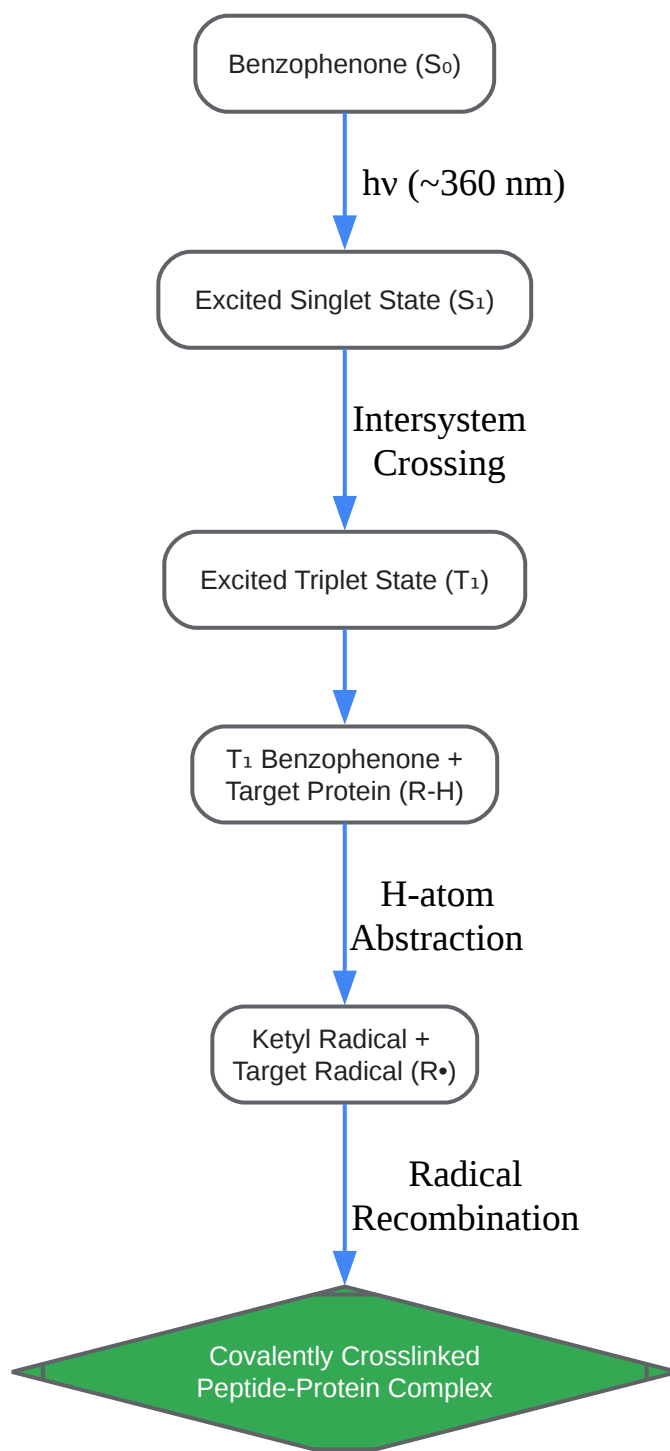 Benzophenone (S₀)
hν (~360 nm)
Excited Singlet State (S₁)
Intersystem
Crossing
Excited Triplet State (T₁)
T₁ Benzophenone +
Target Protein (R-H)
H-atom
Abstraction
Ketyl Radical +
Target Radical (R•)
Radical
Recombination
Covalently Crosslinked
Peptide-Protein Complex